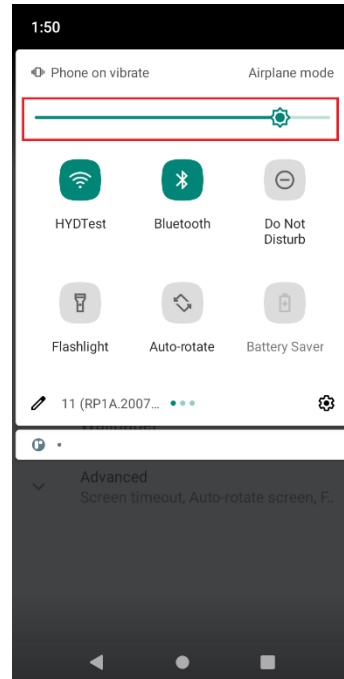 1:50
Phone on vibrate Airplane mode
HYDTest Bluetooth Do Not
Disturb
Flashlight Auto-rotate Battery Saver
11 (RP1A.2007...
Wallpaper
Advanced
Screen timeout, Auto-rotate screen, F..